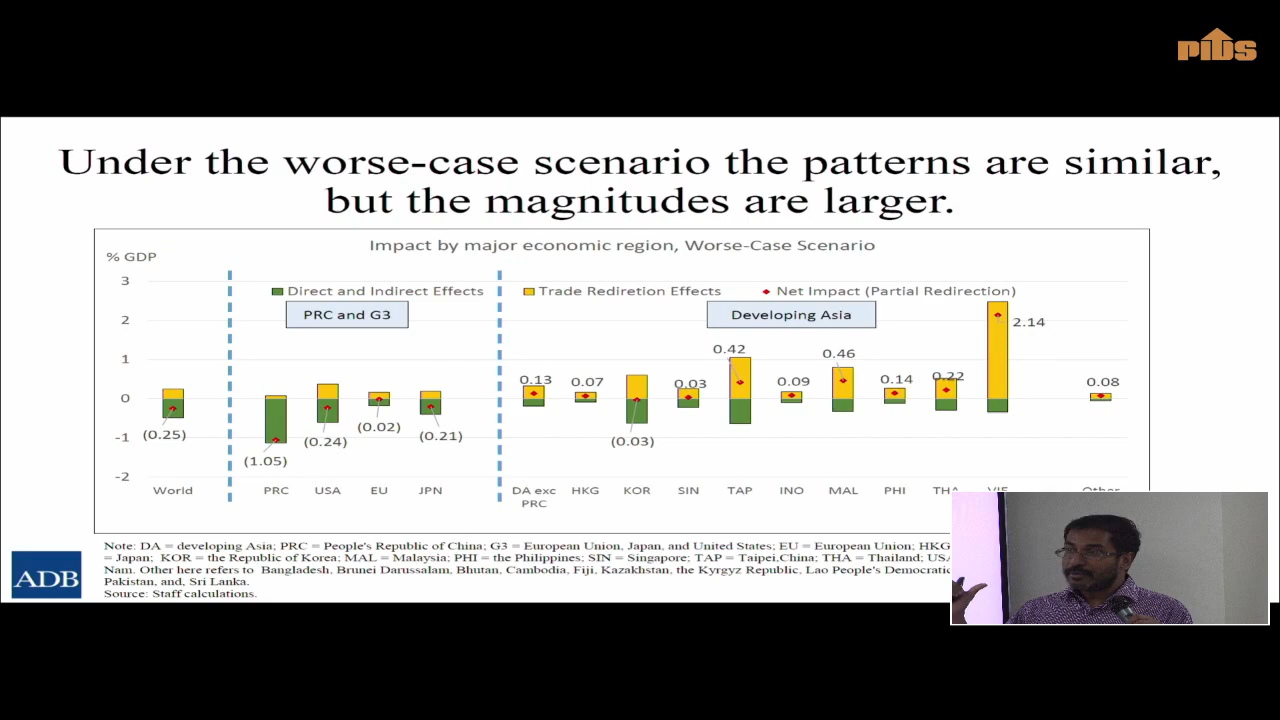 PIDS
Under the worse-case scenario the patterns are similar,
but the magnitudes are larger.
Impact by major economic region, Worse-Case Scenario
% GDP
3
2
1
0
-1
-2
Direct and Indirect Effects
Trade Rediretion Effects
Net Impact (Partial Redirection)
PRC and G3
Developing Asia
(0.25)
(1.05)
(0.24)
(0.02)
(0.21)
0.13
0.07
(0.03)
0.03
0.42
0.09
0.46
0.14
0.22
2.14
0.08
World
PRC
USA
EU
JPN
DA exc
PRC
HKG
KOR
SIN
TAP
INO
MAL
PHI
THA
VIE
Other
Note: DA = developing Asia; PRC = People's Republic of China; G3 = European Union, Japan, and United States; EU = European Union; HKG
= Japan; KOR = the Republic of Korea; MAL = Malaysia; PHI = the Philippines; SIN = Singapore; TAP = Taipei,China; THA = Thailand;
Nam. Other here refers to Bangladesh, Brunei Darussalam, Bhutan, Cambodia, Fiji, Kazakhstan, the Kyrgyz Republic, Lao People's
Pakistan, and, Sri Lanka.
Source: Staff calculations.
ADB